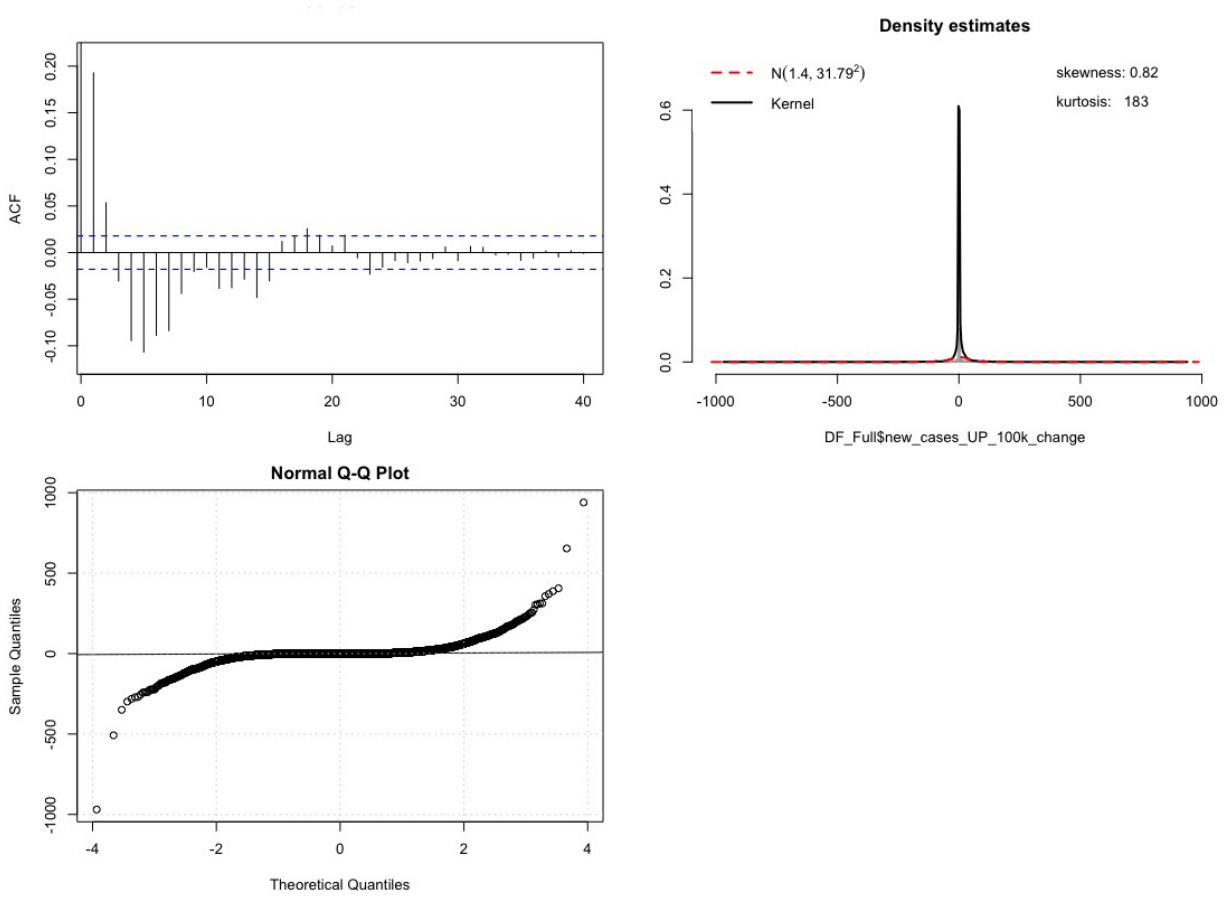 0.20
0.15
0.10
0.05
0.00
-0.05
-0.10
ACF
0 10 20 30 40
Lag
Density estimates
N(1.4, 31.79²)
Kernel
skewness: 0.82
kurtosis: 183
0.6
0.4
0.2
0.0
-1000 -500 0 500 1000
DF_Full$new_cases_UP_100k_change
Normal Q-Q Plot
1000
500
0
-500
-1000
Sample Quantiles
-4 -2 0 2 4
Theoretical Quantiles